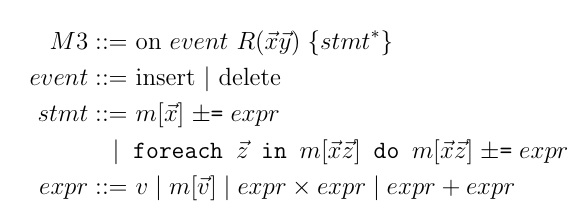 M3 ::= on event R(x⃗y⃗) {stmt*}
event ::= insert | delete
stmt ::= m[x⃗] ±= expr
| foreach z⃗ in m[x⃗z⃗] do m[x⃗z⃗] ±= expr
expr ::= v | m[v⃗] | expr × expr | expr + expr